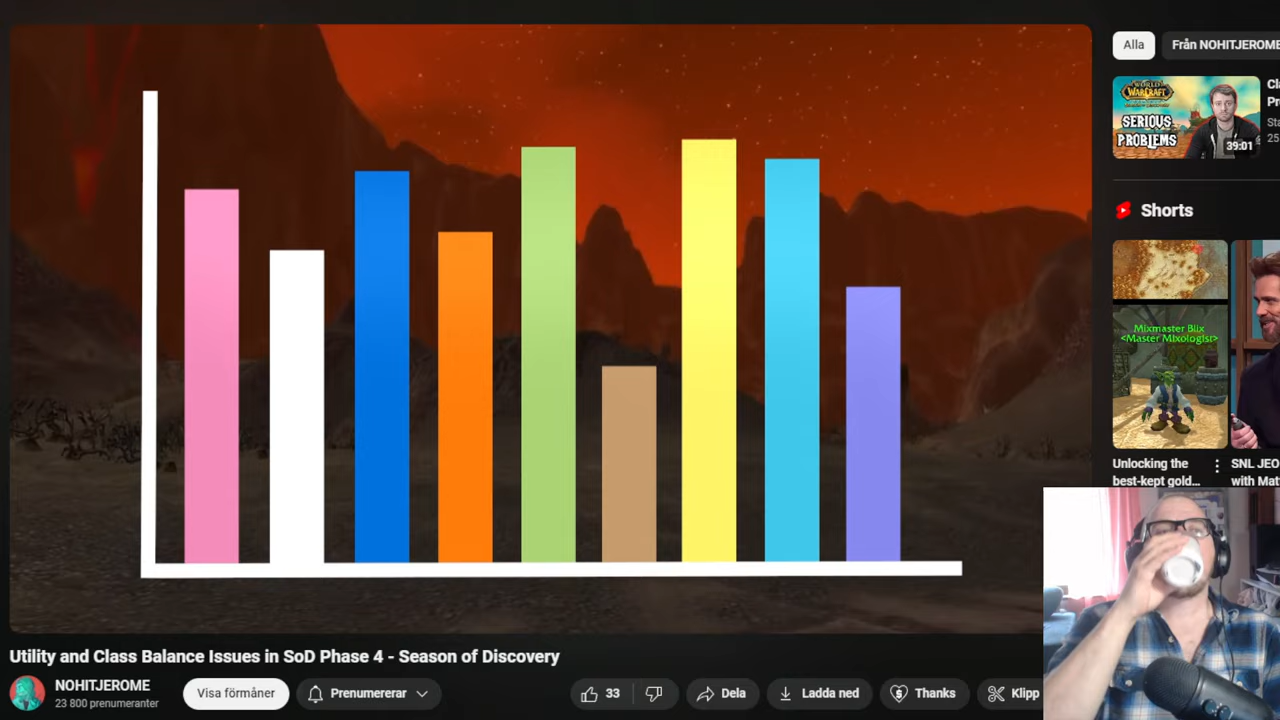 Alla
Från NOHITJEROME
WORLD
WARCRAFT
SERIOUS
PROBLEMS
39:01
Shorts
Mixmaster Blix
<Master Mixologist>
Unlocking the
best-kept gold...
SNL JEO
with Mat
Utility and Class Balance Issues in SoD Phase 4 - Season of Discovery
NOHITJEROME
23 800 prenumeranter
Visa förmåner
Prenumererar
33
Dela
Ladda ned
Thanks
Klipp